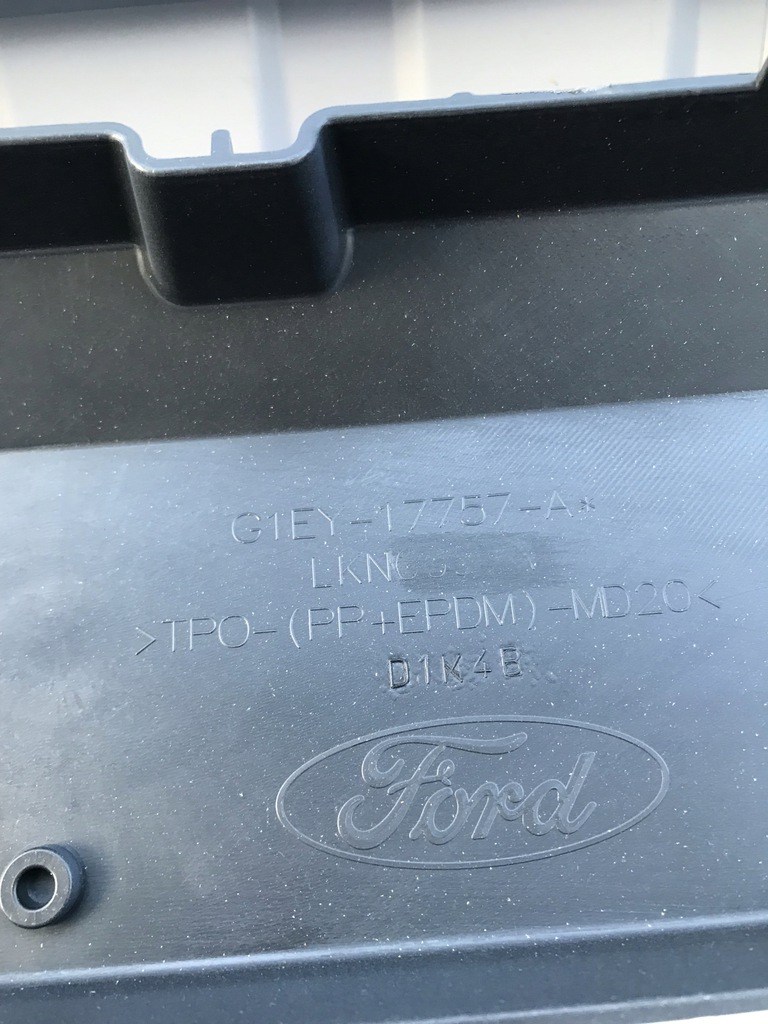 G1EY-17757-A*
>TPO-(PP+EPDM)-MD20<
D1K4B
Ford